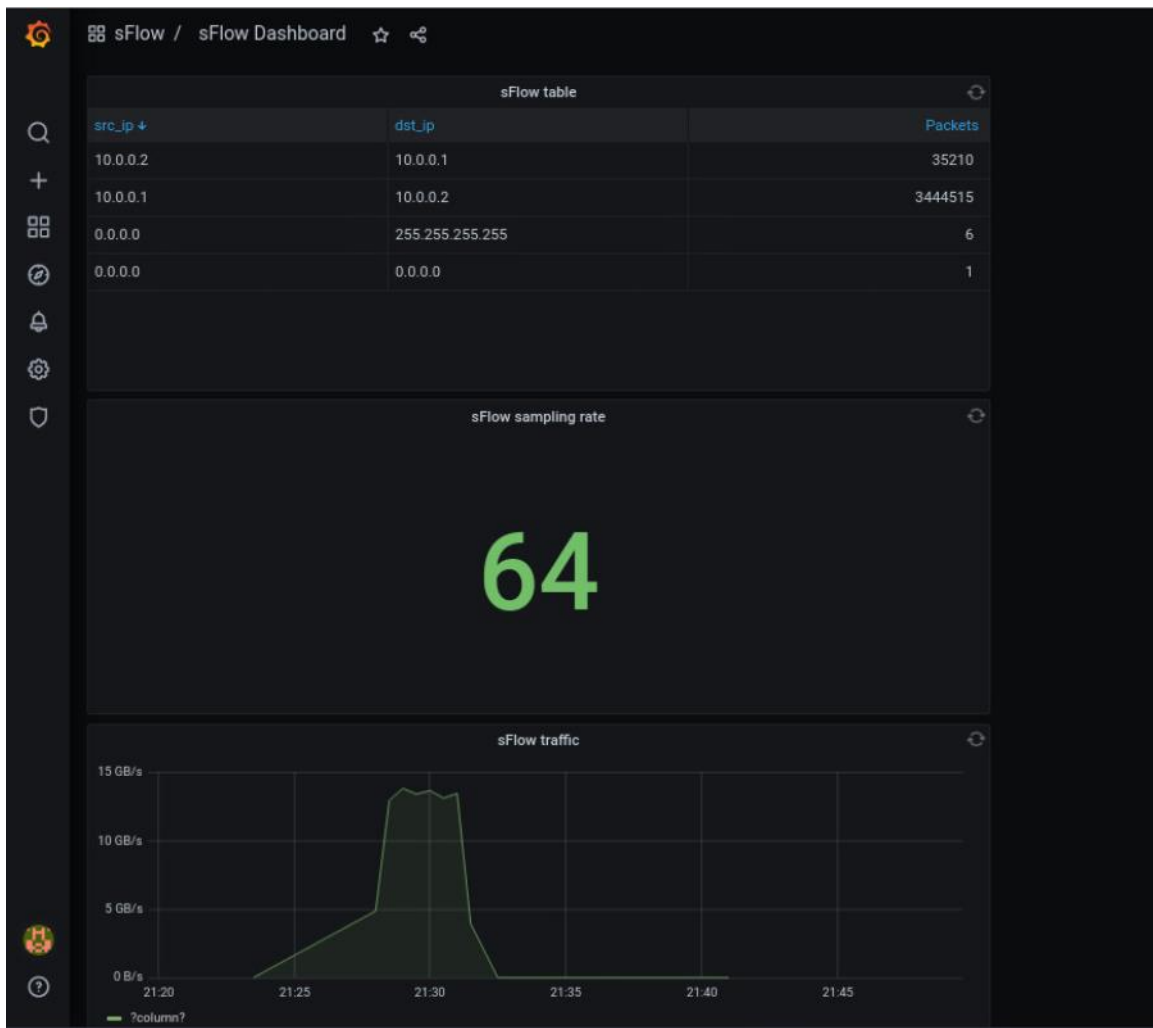 sFlow / sFlow Dashboard
sFlow table
src_ip ↓ dst_ip Packets
10.0.0.2 10.0.0.1 35210
10.0.0.1 10.0.0.2 3444515
0.0.0.0 255.255.255.255 6
0.0.0.0 0.0.0.0 1
sFlow sampling rate
64
sFlow traffic
15 GB/s
10 GB/s
5 GB/s
0 B/s
21:20 21:25 21:30 21:35 21:40 21:45
?column?